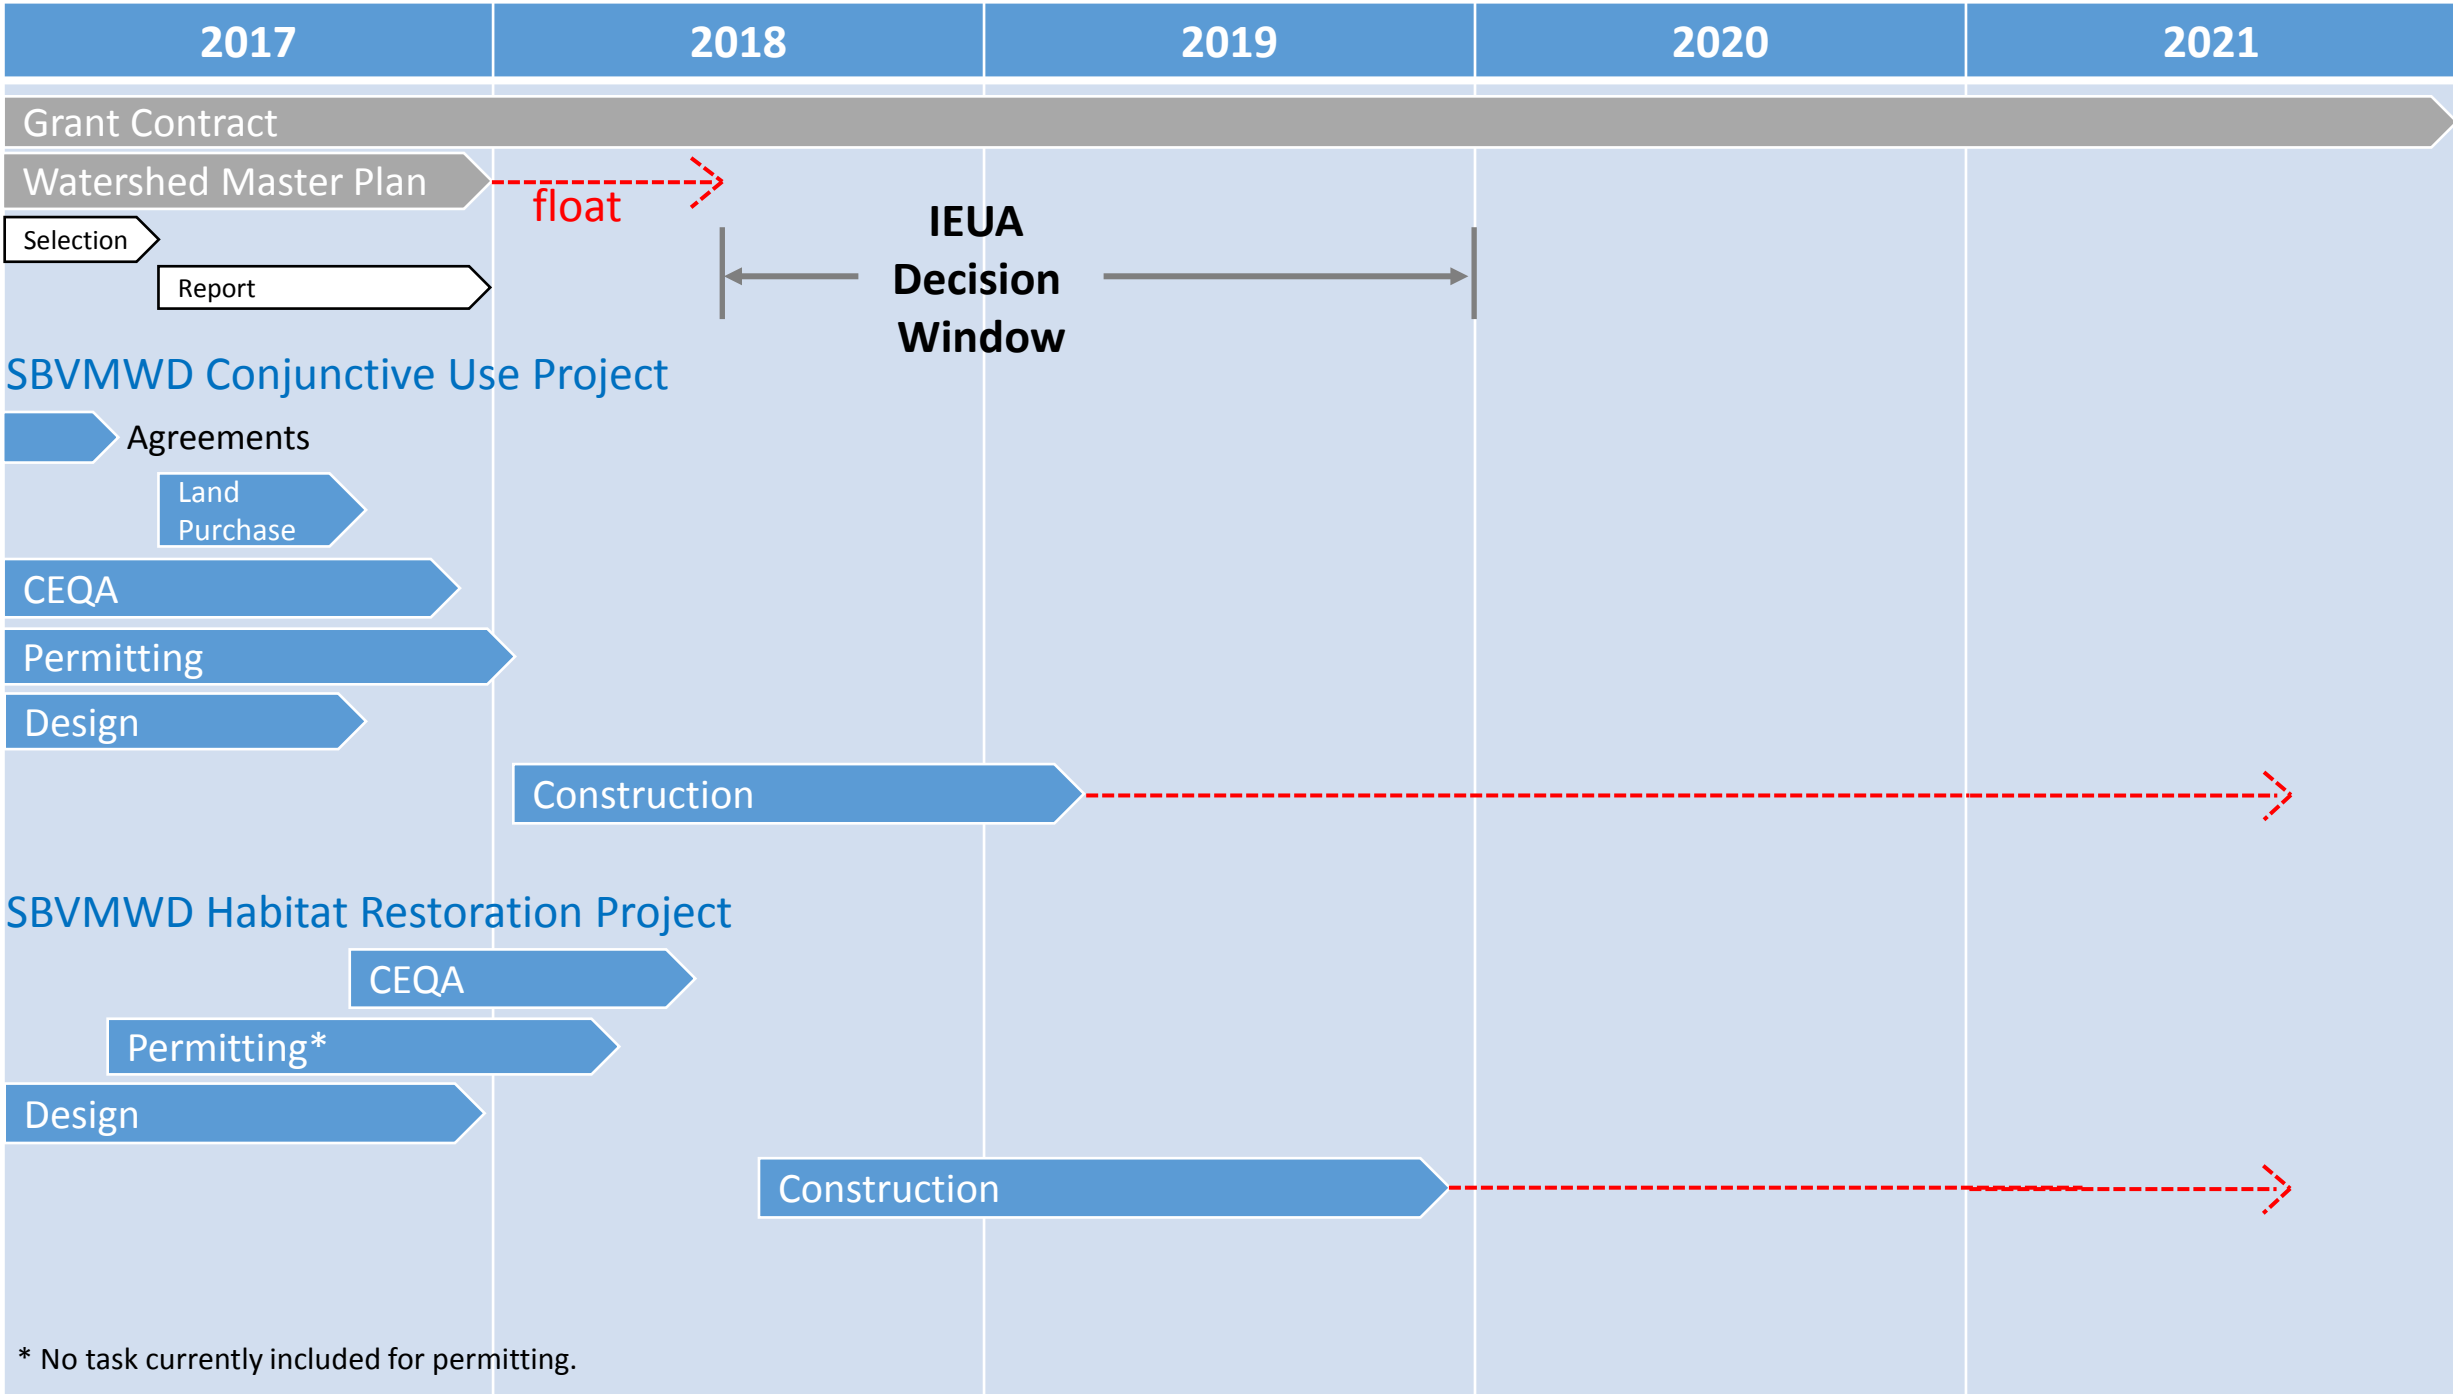 2017 2018 2019 2020 2021
Grant Contract
Watershed Master Plan
float
Selection
Report
IEUA
Decision
Window
SBVMWD Conjunctive Use Project
Agreements
Land
Purchase
CEQA
Permitting
Design
Construction
SBVMWD Habitat Restoration Project
CEQA
Permitting*
Design
Construction
* No task currently included for permitting.